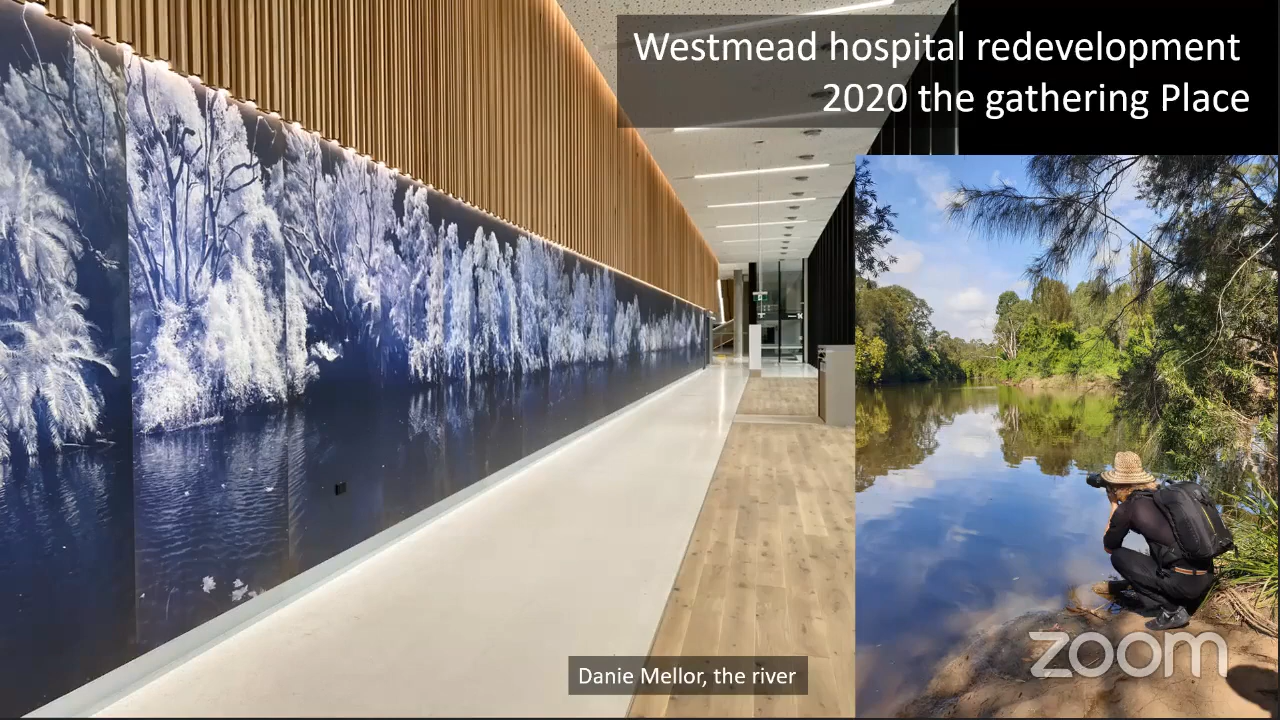 Westmead hospital redevelopment
2020 the gathering Place
Danie Mellor, the river
zoom